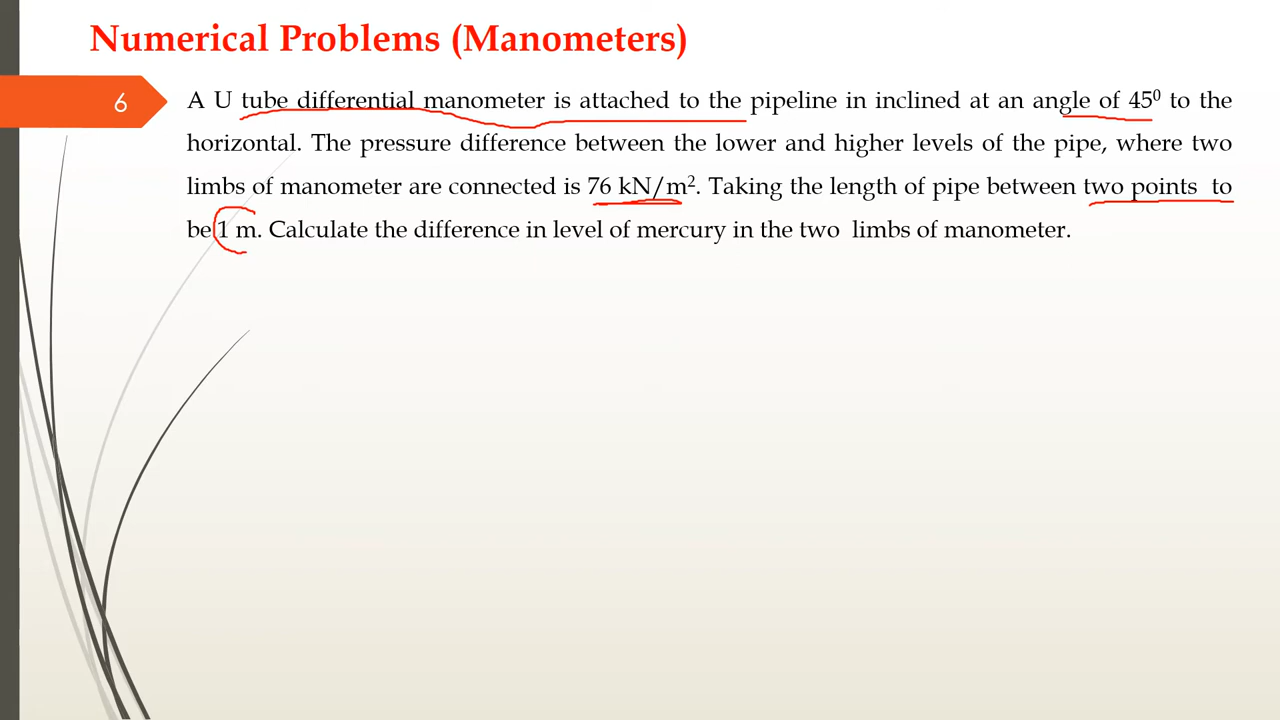 Numerical Problems (Manometers)
6
A U tube differential manometer is attached to the pipeline in inclined at an angle of 45⁰ to the
horizontal. The pressure difference between the lower and higher levels of the pipe, where two
limbs of manometer are connected is 76 kN/m². Taking the length of pipe between two points to
be 1 m. Calculate the difference in level of mercury in the two limbs of manometer.